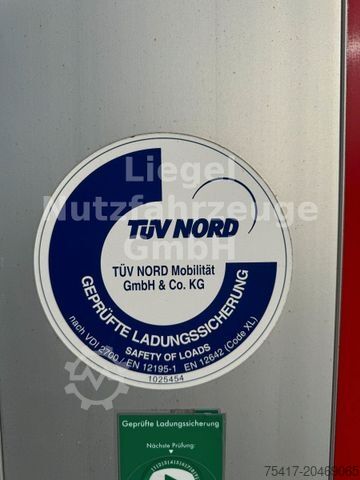 Liegel
Nutzfahrzeuge
GmbH
TÜV NORD
TÜV NORD Mobilität
GmbH & Co. KG
GEPRÜFTE LADUNGSSICHERUNG
SAFETY OF LOADS
nach VDI 2700 / EN 12195-1 EN 12642 (Code XL)
1025454
Geprüfte Ladungssicherung
Nächste Prüfung:
75417-20469065